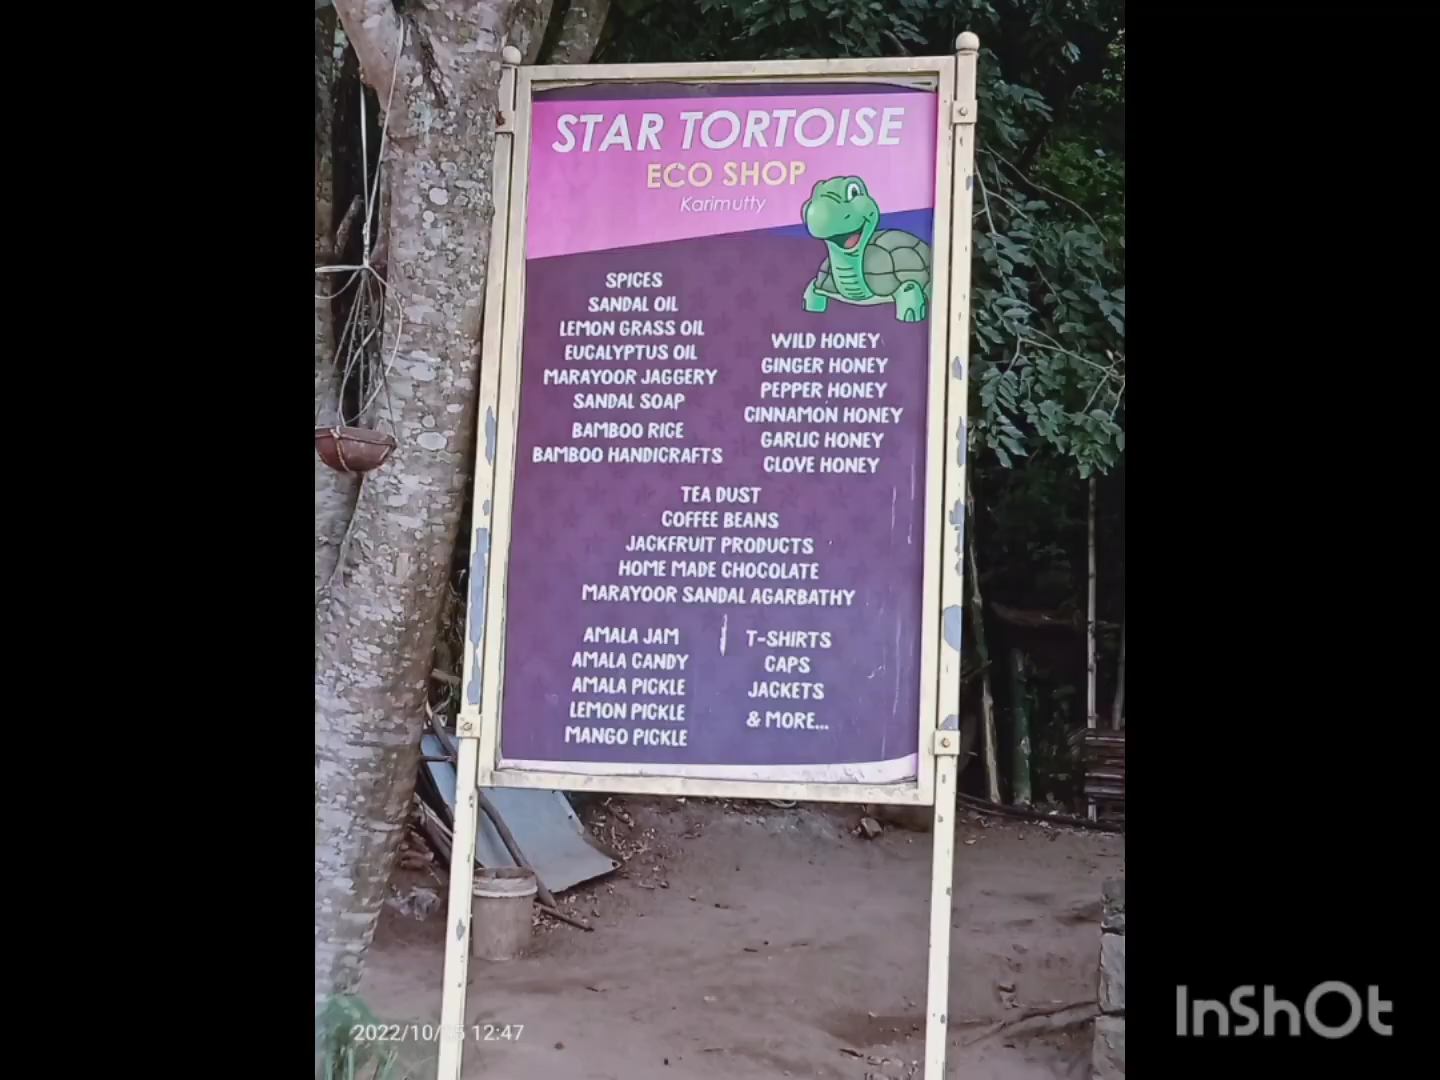 STAR TORTOISE
ECO SHOP
Karimutty
SPICES
SANDAL OIL
LEMON GRASS OIL
EUCALYPTUS OIL
MARAYOOR JAGGERY
SANDAL SOAP
BAMBOO RICE
BAMBOO HANDICRAFTS
WILD HONEY
GINGER HONEY
PEPPER HONEY
CINNAMON HONEY
GARLIC HONEY
CLOVE HONEY
TEA DUST
COFFEE BEANS
JACKFRUIT PRODUCTS
HOME MADE CHOCOLATE
MARAYOOR SANDAL AGARBATHY
AMALA JAM
AMALA CANDY
AMALA PICKLE
LEMON PICKLE
MANGO PICKLE
T-SHIRTS
CAPS
JACKETS
& MORE...
12:47
InShOt